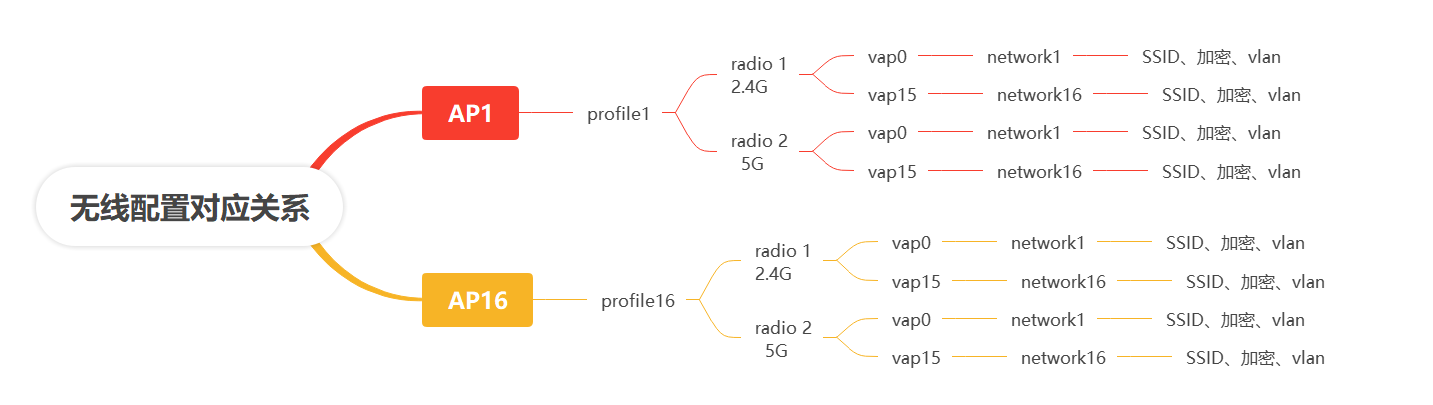 无线配置对应关系
AP1
profile1
radio 1
2.4G
vap0
network1
SSID、加密、vlan
vap15
network16
SSID、加密、vlan
radio 2
5G
vap0
network1
SSID、加密、vlan
vap15
network16
SSID、加密、vlan
AP16
profile16
radio 1
2.4G
vap0
network1
SSID、加密、vlan
vap15
network16
SSID、加密、vlan
radio 2
5G
vap0
network1
SSID、加密、vlan
vap15
network16
SSID、加密、vlan